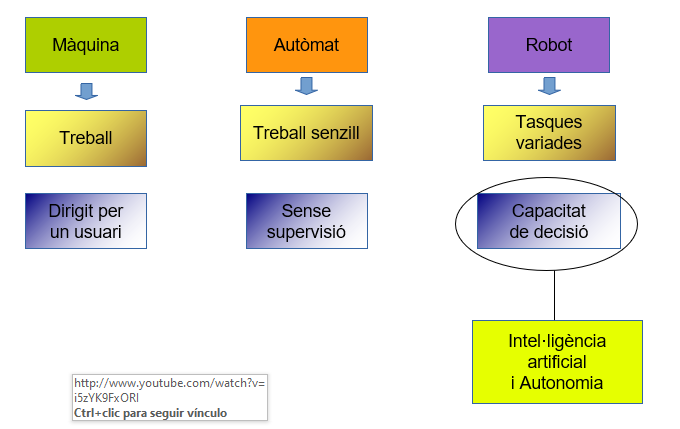 Màquina
Autòmat
Robot
Treball
Treball senzill
Tasques
variades
Dirigit per
un usuari
Sense
supervisió
Capacitat
de decisió
Intel·ligència
artificial
i Autonomia
http://www.youtube.com/watch?v=
i5zYK9FxORI
Ctrl+clic para seguir vínculo